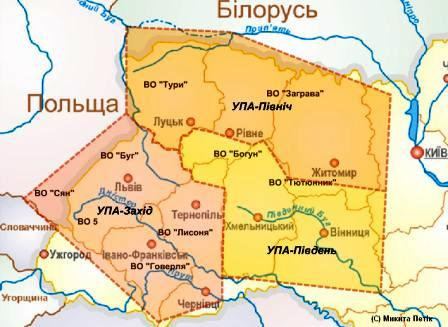 Білорусь
Прип'ять
ВО "Тури"
ВО "Заграва"
УПА-Північ
Польща
Луцьк
Рівне
КИЇВ
ВО "Буг"
ВО "Богун"
Житомир
ВО "Сян"
Львів
ВО "Тютюнник"
Дністер
Словаччина
ВО 5
УПА-Захід
Тернопіль
Південний Буг
Хмельницький
ВО "Лисоня"
Вінниця
Ужгород
Івано-Франківськ
УПА-Південь
ВО "Говерля"
Прут
Угорщина
Чернівці
(С) Микита Петік